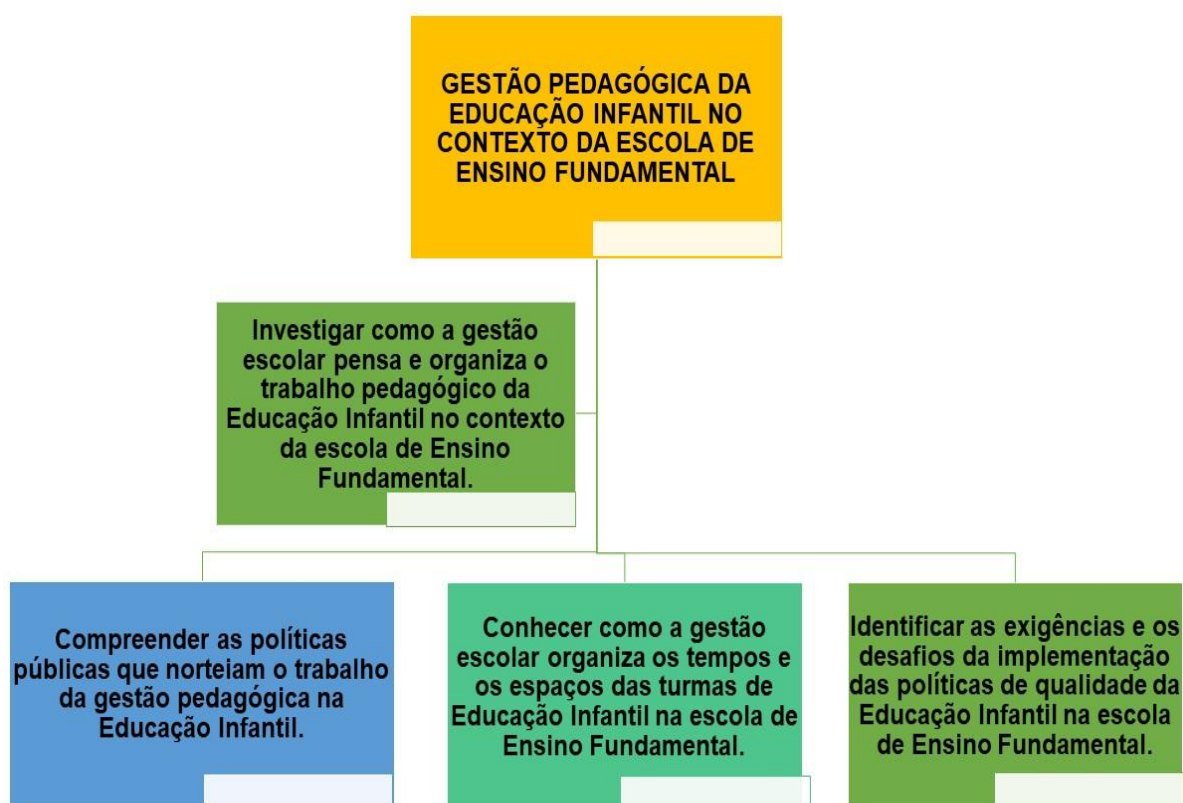 GESTÃO PEDAGÓGICA DA
EDUCAÇÃO INFANTIL NO
CONTEXTO DA ESCOLA DE
ENSINO FUNDAMENTAL
Investigar como a gestão
escolar pensa e organiza o
trabalho pedagógico da
Educação Infantil no contexto
da escola de Ensino
Fundamental.
Compreender as políticas
públicas que norteiam o trabalho
da gestão pedagógica na
Educação Infantil.
Conhecer como a gestão
escolar organiza os tempos e
os espaços das turmas de
Educação Infantil na escola de
Ensino Fundamental.
Identificar as exigências e os
desafios da implementação
das políticas de qualidade da
Educação Infantil na escola
de Ensino Fundamental.